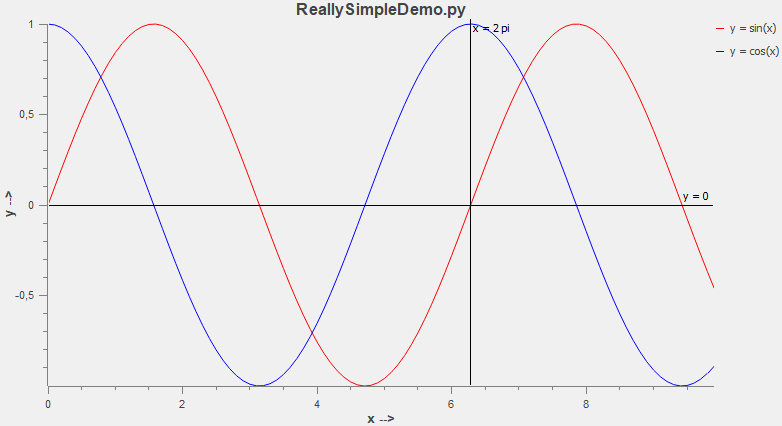 ReallySimpleDemo.py
y = sin(x)
y = cos(x)
x = 2 pi
y = 0
y -->
1
0,5
0
-0,5
0
2
4
6
8
x -->